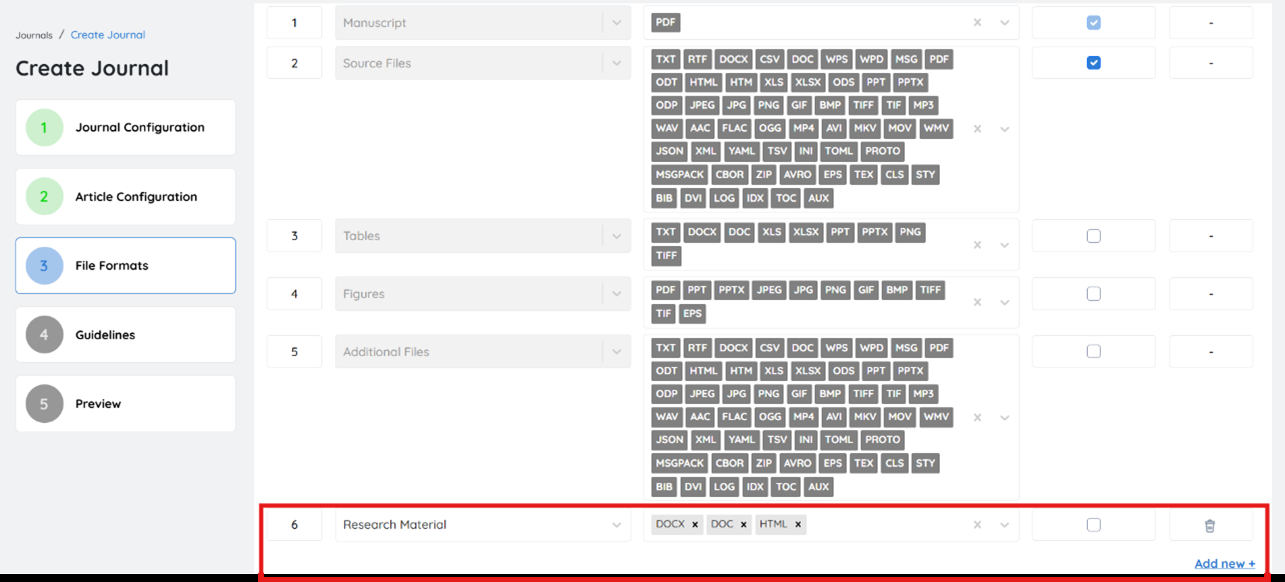 Journals / Create Journal
Create Journal
1 Journal Configuration
2 Article Configuration
3 File Formats
4 Guidelines
5 Preview
1 Manuscript PDF -
2 Source Files TXT RTF DOCX CSV DOC WPS WPD MSG PDF -
ODT HTML HTM XLS XLSX ODS PPT PPTX
ODP JPEG JPG PNG GIF BMP TIFF TIF MP3
WAV AAC FLAC OGG MP4 AVI MKV MOV WMV
JSON XML YAML TSV INI TOML PROTO
MSGPACK CBOR ZIP AVRO EPS TEX CLS STY
BIB DVI LOG IDX TOC AUX
3 Tables TXT DOCX DOC XLS XLSX PPT PPTX PNG -
TIFF
4 Figures PDF PPT PPTX JPEG JPG PNG GIF BMP TIFF -
TIF EPS
5 Additional Files TXT RTF DOCX CSV DOC WPS WPD MSG PDF -
ODT HTML HTM XLS XLSX ODS PPT PPTX
ODP JPEG JPG PNG GIF BMP TIFF TIF MP3
WAV AAC FLAC OGG MP4 AVI MKV MOV WMV
JSON XML YAML TSV INI TOML PROTO
MSGPACK CBOR ZIP AVRO EPS TEX CLS STY
BIB DVI LOG IDX TOC AUX
6 Research Material DOCX × DOC × HTML ×
Add new +